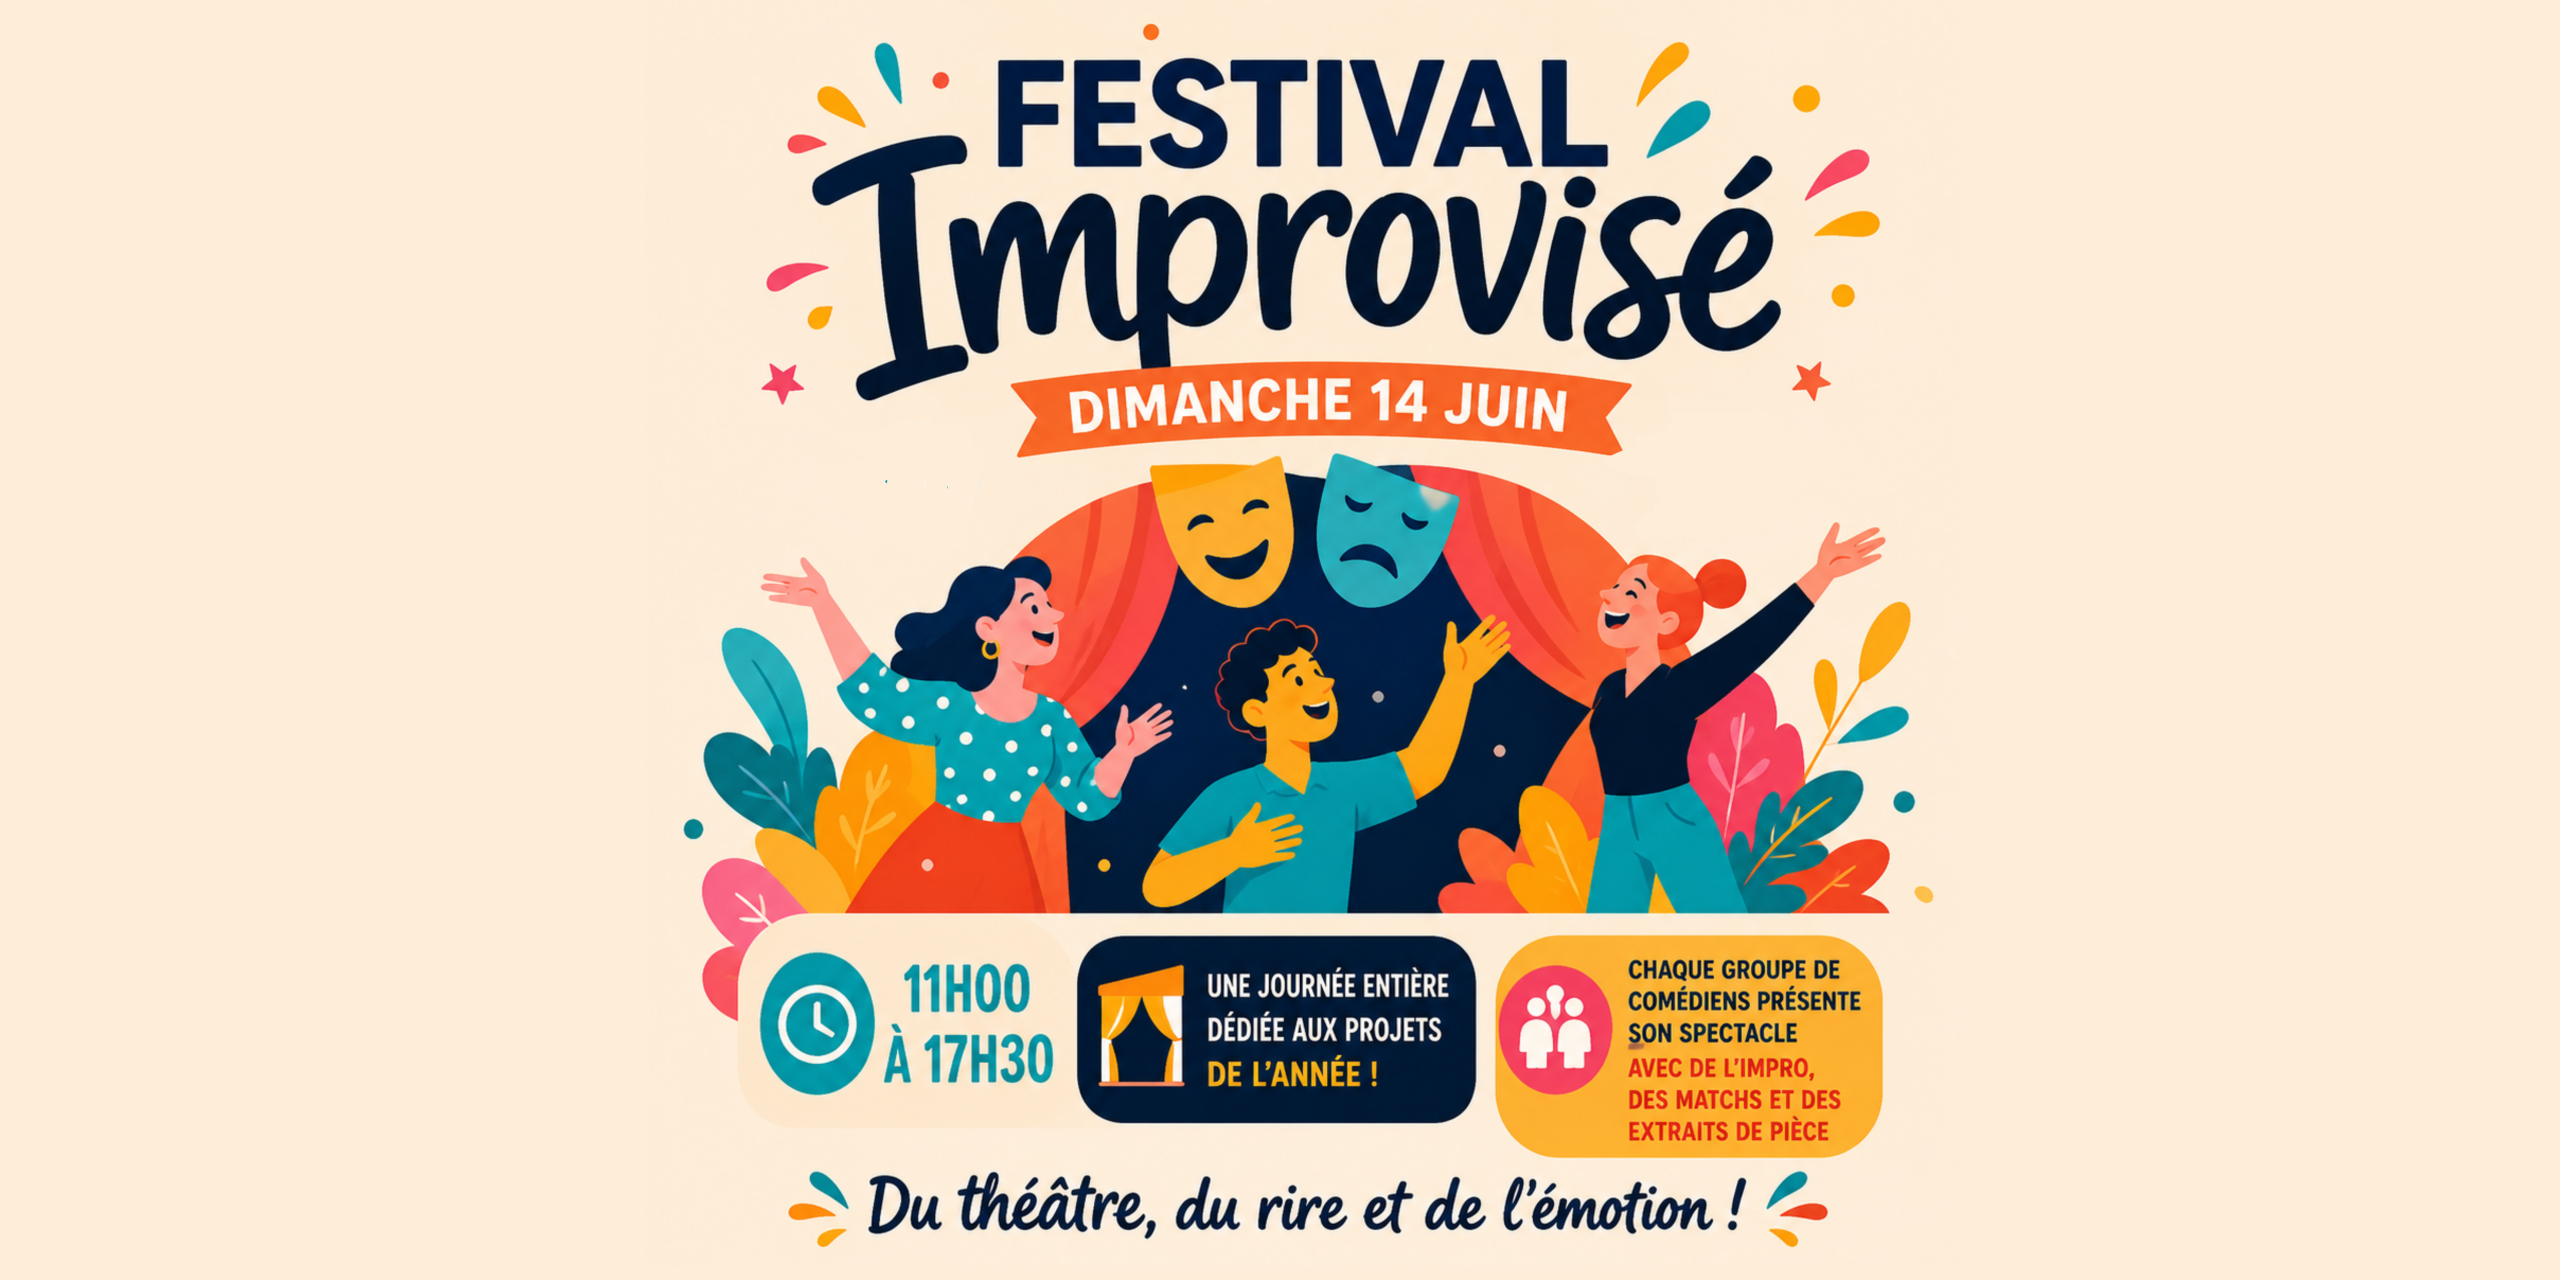 FESTIVAL
Improvisé
DIMANCHE 14 JUIN
11H00
À 17H30
UNE JOURNÉE ENTIÈRE
DÉDIÉE AUX PROJETS
DE L'ANNÉE !
CHAQUE GROUPE DE
COMÉDIENS PRÉSENTE
SON SPECTACLE
AVEC DE L'IMPRO,
DES MATCHS ET DES
EXTRAITS DE PIÈCE
Du théâtre, du rire et de l'émotion !